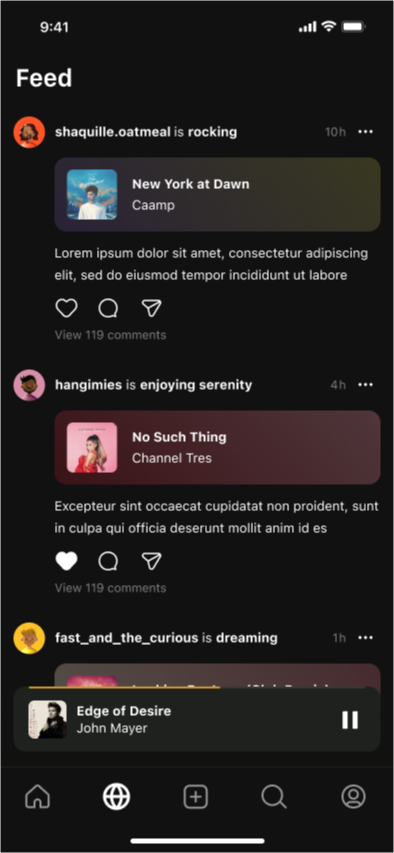 9:41
Feed
shaquille.oatmeal is rocking 10h
New York at Dawn
Caamp
Lorem ipsum dolor sit amet, consectetur adipiscing
elit, sed do eiusmod tempor incididunt ut labore
View 119 comments
hangimies is enjoying serenity 4h
No Such Thing
Channel Tres
Excepteur sint occaecat cupidatat non proident, sunt
in culpa qui officia deserunt mollit anim id es
View 119 comments
fast_and_the_curious is dreaming 1h
Edge of Desire
John Mayer